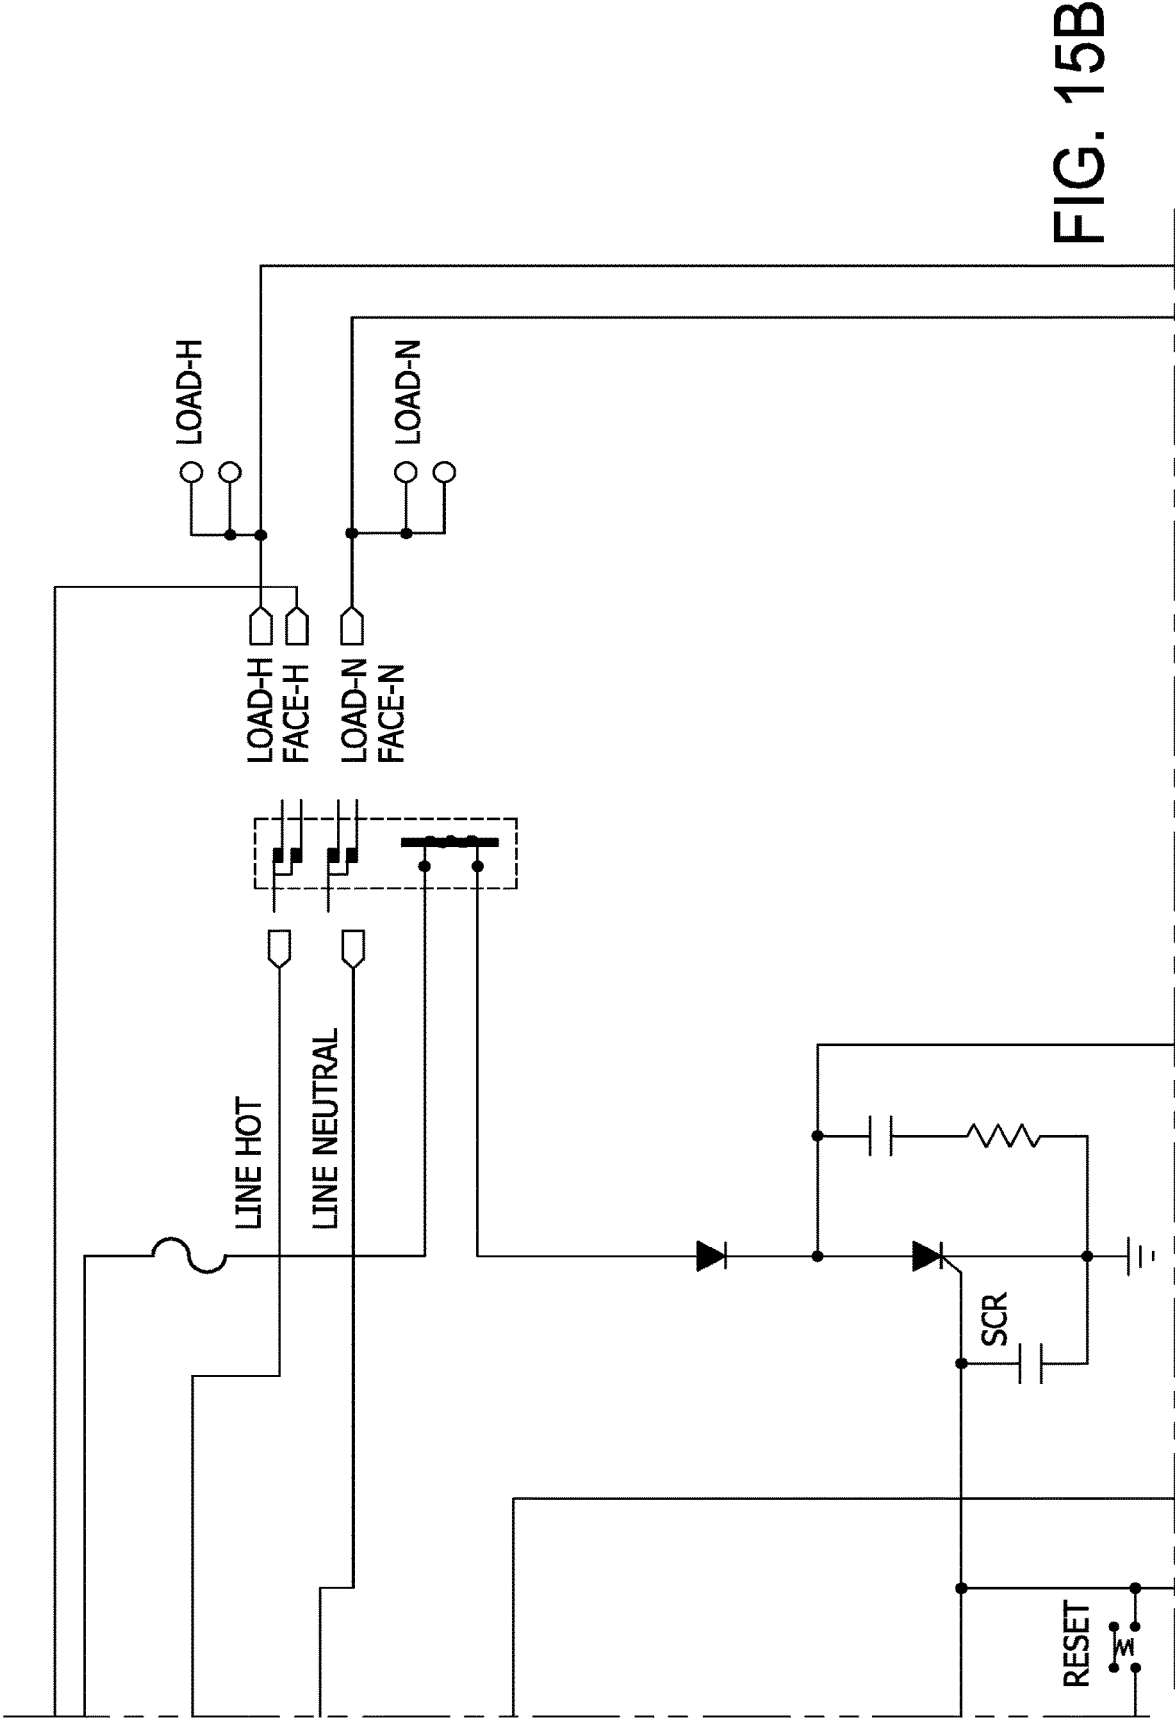 LOAD-H
LOAD-N
LOAD-H
FACE-H
LOAD-N
FACE-N
LINE HOT
LINE NEUTRAL
SCR
RESET
FIG. 15B